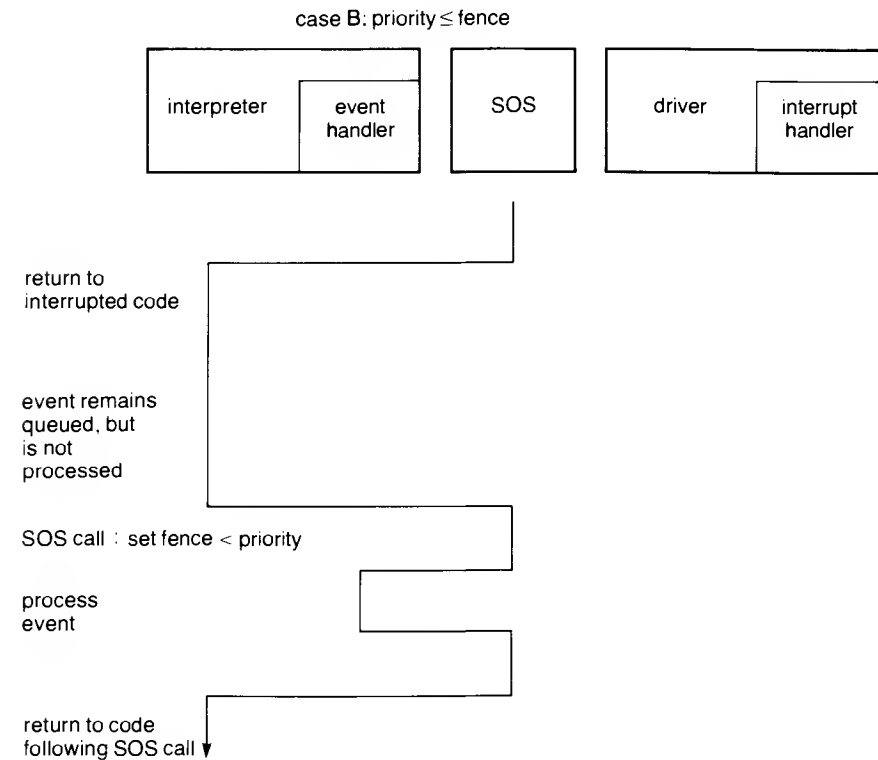 case B: priority ≤ fence
interpreter
event
handler
SOS
driver
interrupt
handler
return to
interrupted code
event remains
queued, but
is not
processed
SOS call : set fence < priority
process
event
return to code
following SOS call